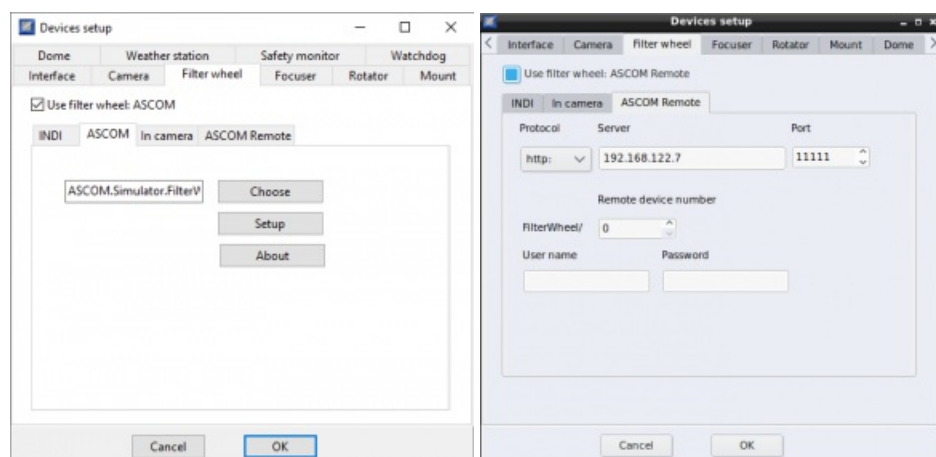 Devices setup
Dome Weather station Safety monitor Watchdog
Interface Camera Filter wheel Focuser Rotator Mount
Use filter wheel: ASCOM
INDI ASCOM In camera ASCOM Remote
ASCOM.Simulator.FilterW Choose
Setup
About
Cancel OK
Devices setup
Interface Camera Filter wheel Focuser Rotator Mount Dome
Use filter wheel: ASCOM Remote
INDI In camera ASCOM Remote
Protocol Server Port
http: 192.168.122.7 11111
Remote device number
FilterWheel/ 0
User name Password
Cancel OK